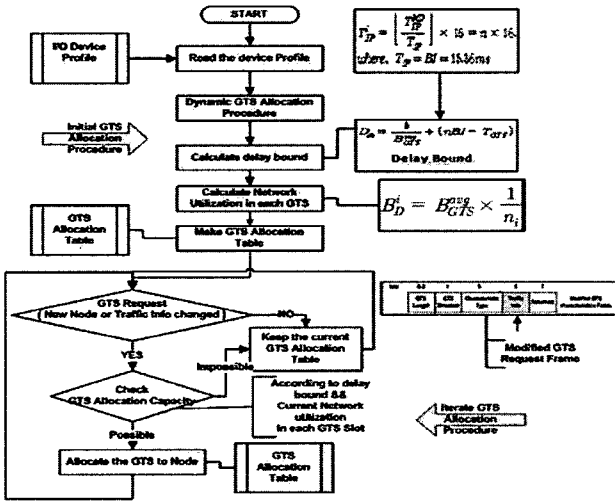 START
I/O Device
Profile
Read the device Profile
where, T = BI = 15.36ms
Dynamic GTS Allocation
Procedure
Initial GTS
Allocation
Procedure
Calculate delay bound
Delay Bound
Calculate Network
Utilization in each GTS
GTS
Allocation
Table
Make GTS Allocation
Table
GTS Request
( New Node or Traffic Info changed)
NO
Keep the current
GTS Allocation
Table
YES
Impossible
Modified GTS
Request Frame
Check
GTS Allocation Capacity
According to delay
bound &&
Current Network
utilization
in each GTS Slot
Iterate GTS
Allocation
Procedure
Possible
Allocate the GTS to Node
GTS
Allocation
Table